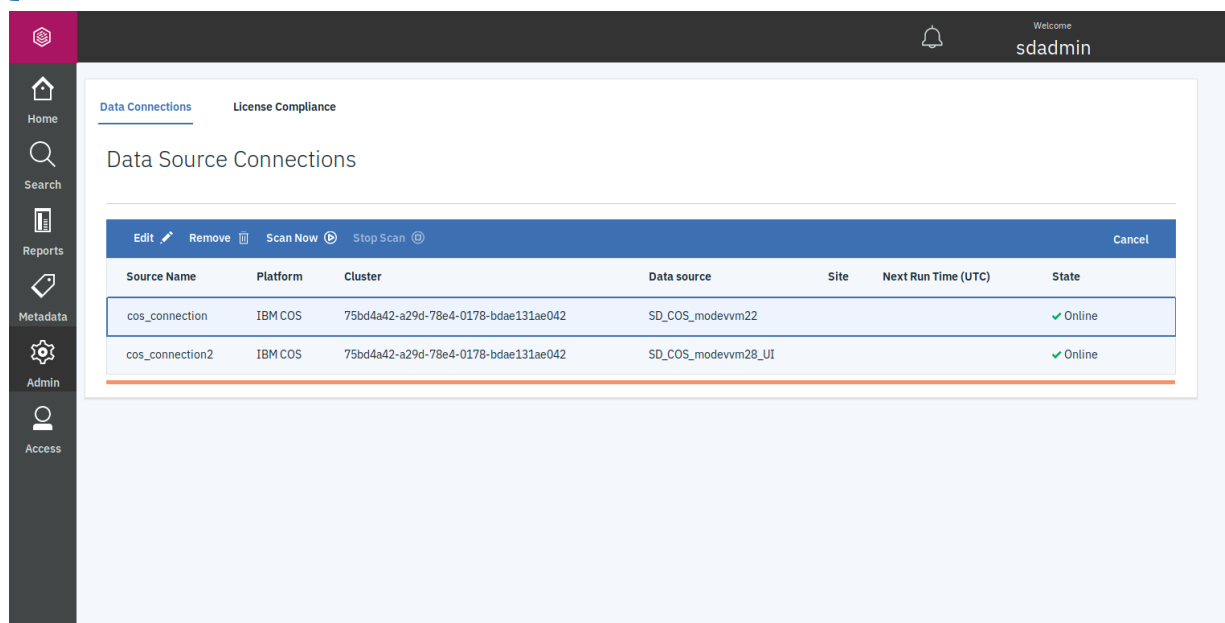 Welcome
sdadmin
Home
Search
Reports
Metadata
Admin
Access
Data Connections License Compliance
Data Source Connections
Edit Remove Scan Now Stop Scan Cancel
Source Name Platform Cluster Data source Site Next Run Time (UTC) State
cos_connection IBM COS 75bd4a42-a29d-78e4-0178-bdae131ae042 SD_COS_modevvm22 Online
cos_connection2 IBM COS 75bd4a42-a29d-78e4-0178-bdae131ae042 SD_COS_modevvm28_UI Online